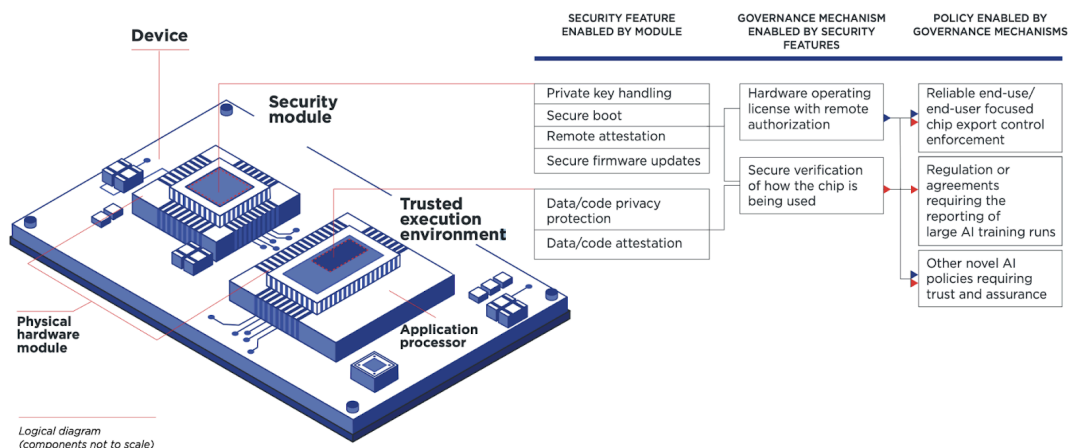 SECURITY FEATURE
ENABLED BY MODULE
GOVERNANCE MECHANISM
ENABLED BY SECURITY
FEATURES
POLICY ENABLED BY
GOVERNANCE MECHANISMS
Device
Security
module
Trusted
execution
environment
Application
processor
Physical
hardware
module
Private key handling
Secure boot
Remote attestation
Secure firmware updates
Data/code privacy
protection
Data/code attestation
Hardware operating
license with remote
authorization
Secure verification
of how the chip is
being used
Reliable end-use/
end-user focused
chip export control
enforcement
Regulation or
agreements
requiring the
reporting of
large AI training runs
Other novel AI
policies requiring
trust and assurance
Logical diagram
(components not to scale)